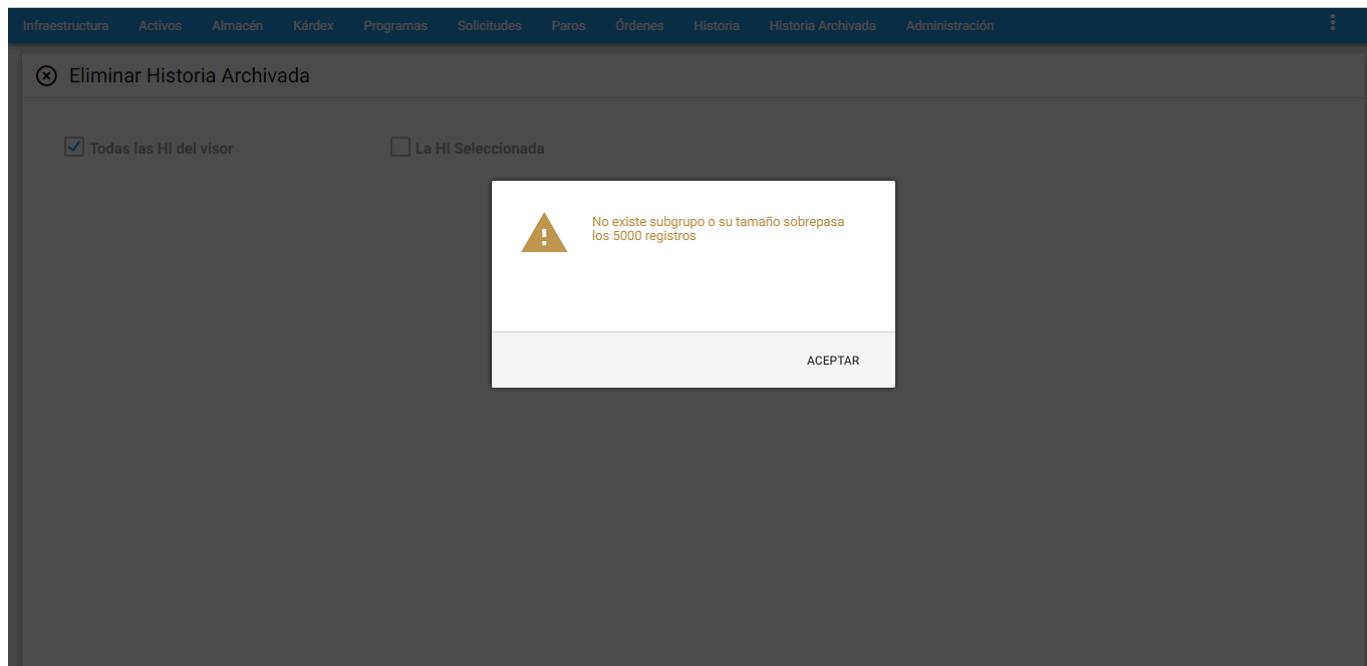 Infraestructura Activos Almacén Kárdex Programas Solicitudes Paros Órdenes Historia Historia Archivada Administración
Eliminar Historia Archivada
Todas las HI del visor La HI Seleccionada
No existe subgrupo o su tamaño sobrepasa
los 5000 registros
ACEPTAR